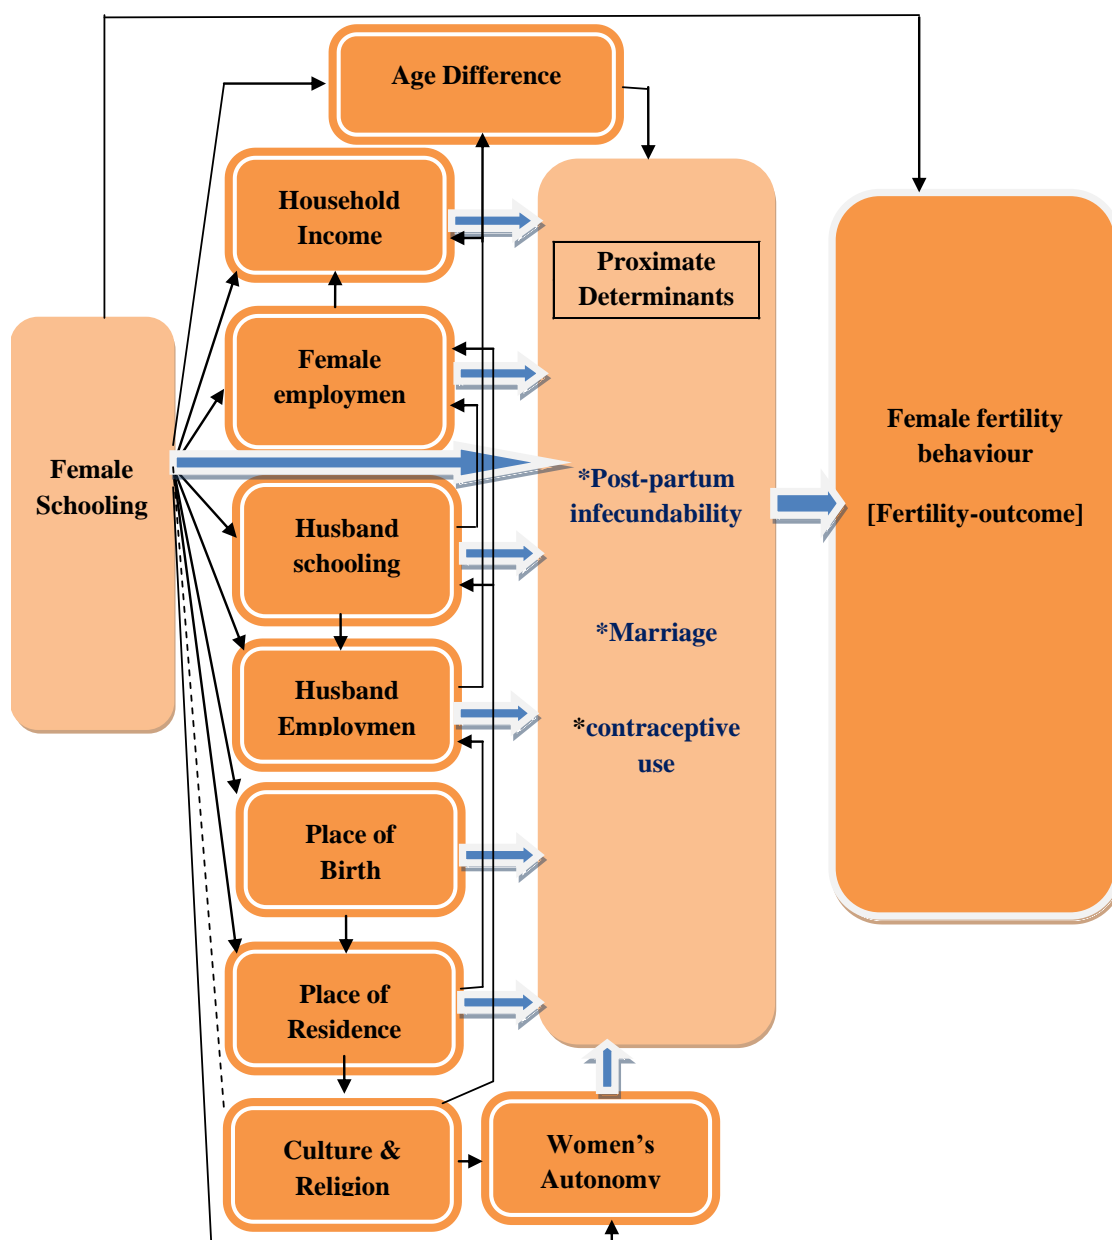 Age Difference
Household
Income
Female
employmen
Female
Schooling
Husband
schooling
Husband
Employmen
Place of
Birth
Place of
Residence
Culture &
Religion
Women’s
Autonomy
Proximate
Determinants
*Post-partum
infecundability
*Marriage
*contraceptive
use
Female fertility
behaviour
[Fertility-outcome]